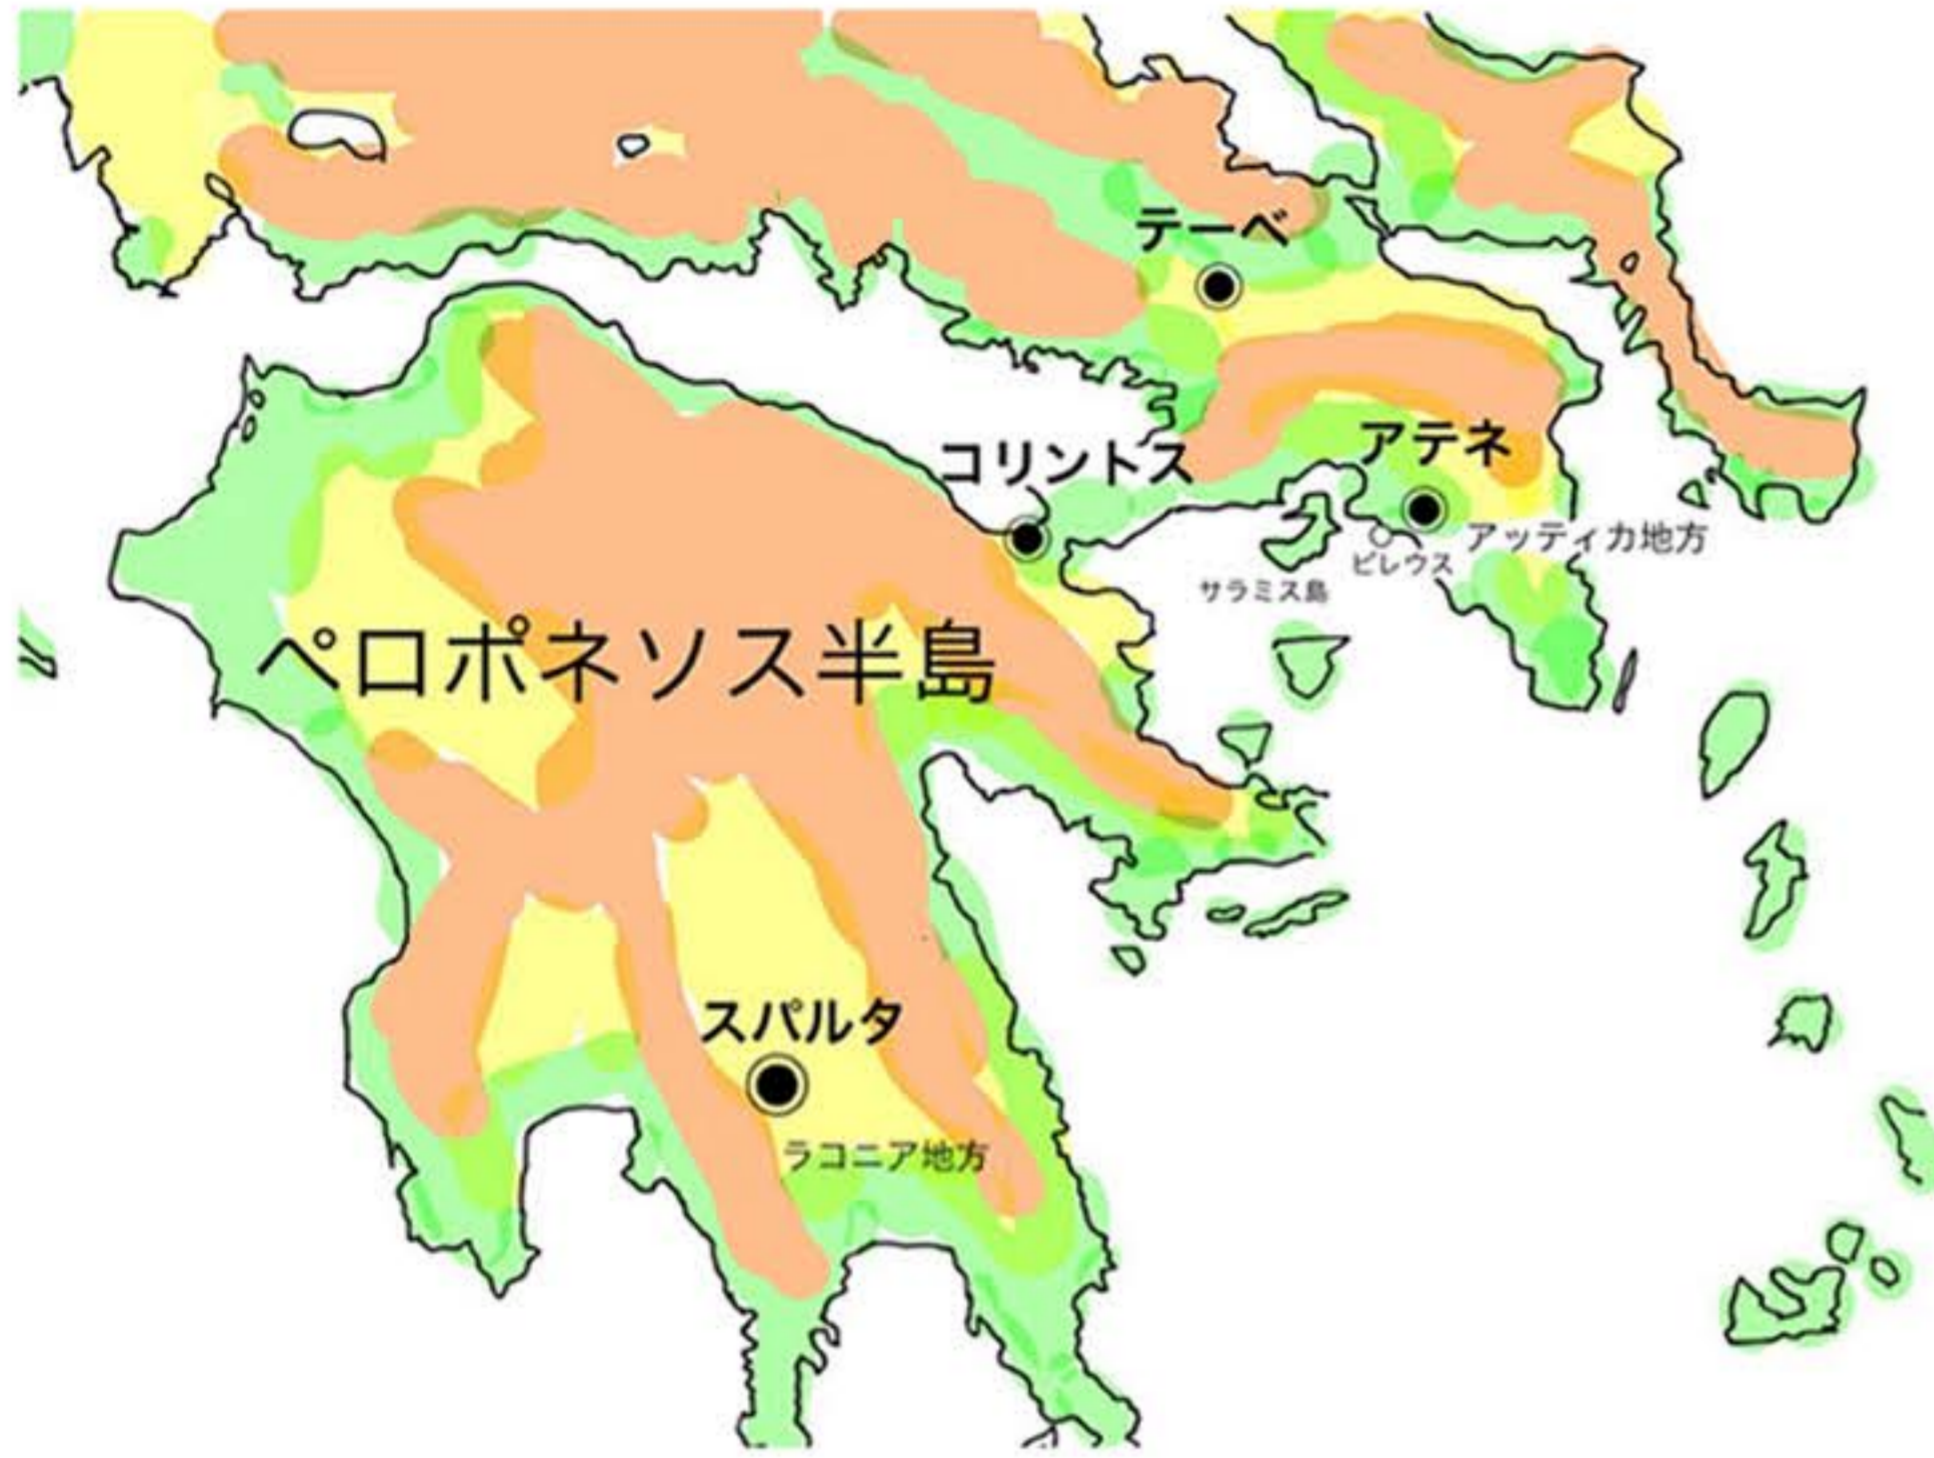 テーベ
アテネ
コリントス
アッティカ地方
ピレウス
サラミス島
ペロポネソス半島
スパルタ
ラコニア地方